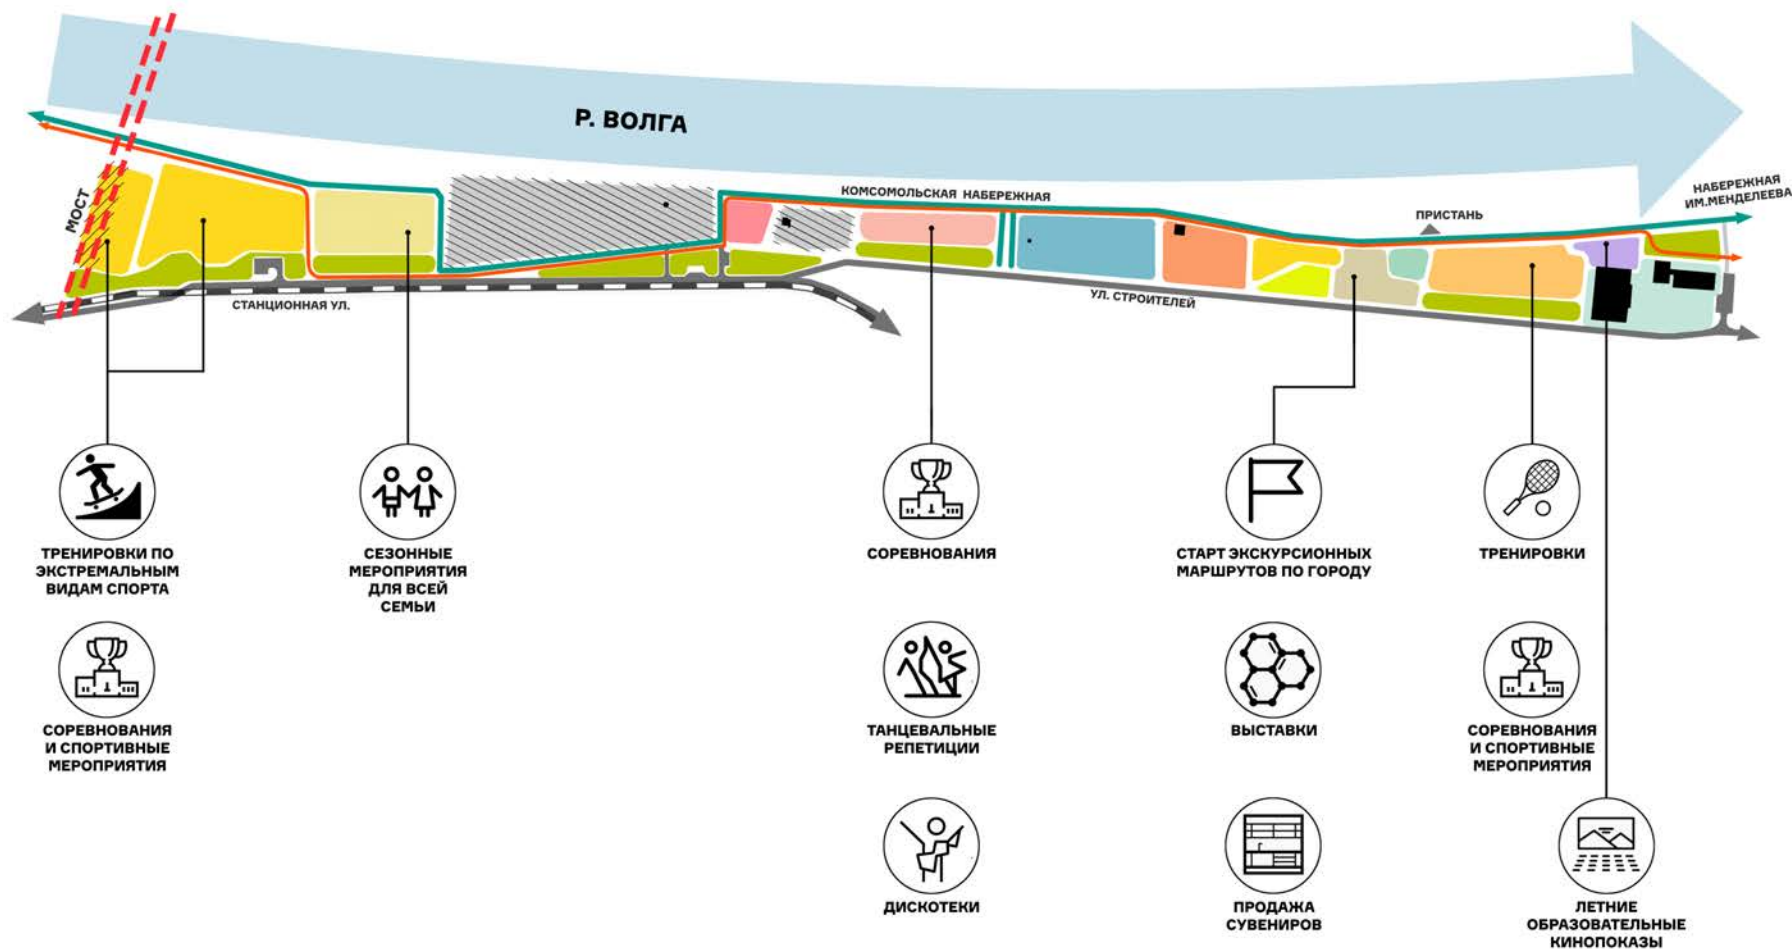 Р. ВОЛГА
МОСТ
КОМСОМОЛЬСКАЯ НАБЕРЕЖНАЯ
ПРИСТАНЬ
НАБЕРЕЖНАЯ
ИМ.МЕНДЕЛЕЕВА
СТАНЦИОННАЯ УЛ.
УЛ. СТРОИТЕЛЕЙ
ТРЕНИРОВКИ ПО
ЭКСТРЕМАЛЬНЫМ
ВИДАМ СПОРТА
СЕЗОННЫЕ
МЕРОПРИЯТИЯ
ДЛЯ ВСЕЙ
СЕМЬИ
СОРЕВНОВАНИЯ
СТАРТ ЭКСКУРСИОННЫХ
МАРШРУТОВ ПО ГОРОДУ
ТРЕНИРОВКИ
СОРЕВНОВАНИЯ
И СПОРТИВНЫЕ
МЕРОПРИЯТИЯ
ТАНЦЕВАЛЬНЫЕ
РЕПЕТИЦИИ
ВЫСТАВКИ
СОРЕВНОВАНИЯ
И СПОРТИВНЫЕ
МЕРОПРИЯТИЯ
ДИСКОТЕКИ
ПРОДАЖА
СУВЕНИРОВ
ЛЕТНИЕ
ОБРАЗОВАТЕЛЬНЫЕ
КИНОПОКАЗЫ